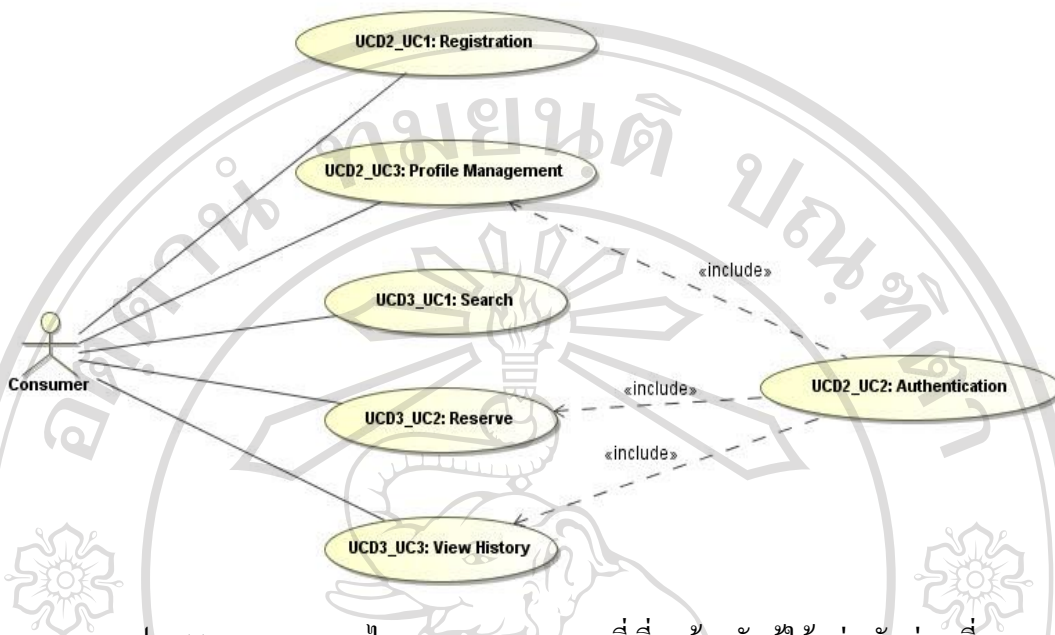 UCD2_UC1: Registration
UCD2_UC3: Profile Management
«include»
UCD3_UC1: Search
Consumer
UCD2_UC2: Authentication
«include»
UCD3_UC2: Reserve
«include»
UCD3_UC3: View History